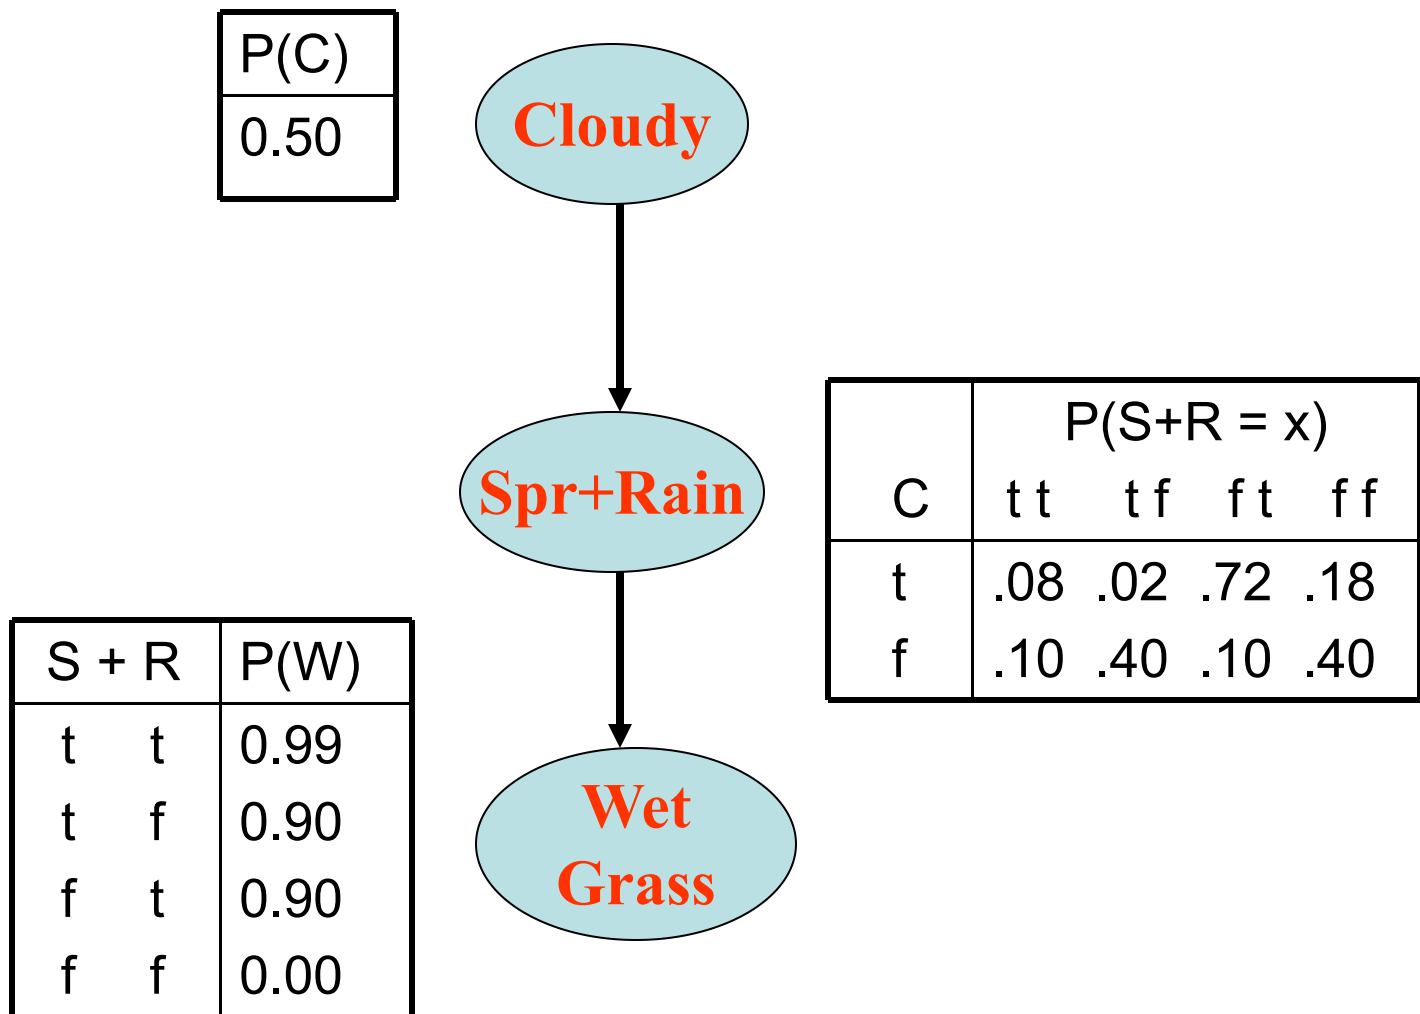 P(C)
0.50
Cloudy
Spr+Rain
P(S+R = x)
C t t t f f t f f
t .08 .02 .72 .18
f .10 .40 .10 .40
S + R P(W)
t t 0.99
t f 0.90
f t 0.90
f f 0.00
Wet
Grass